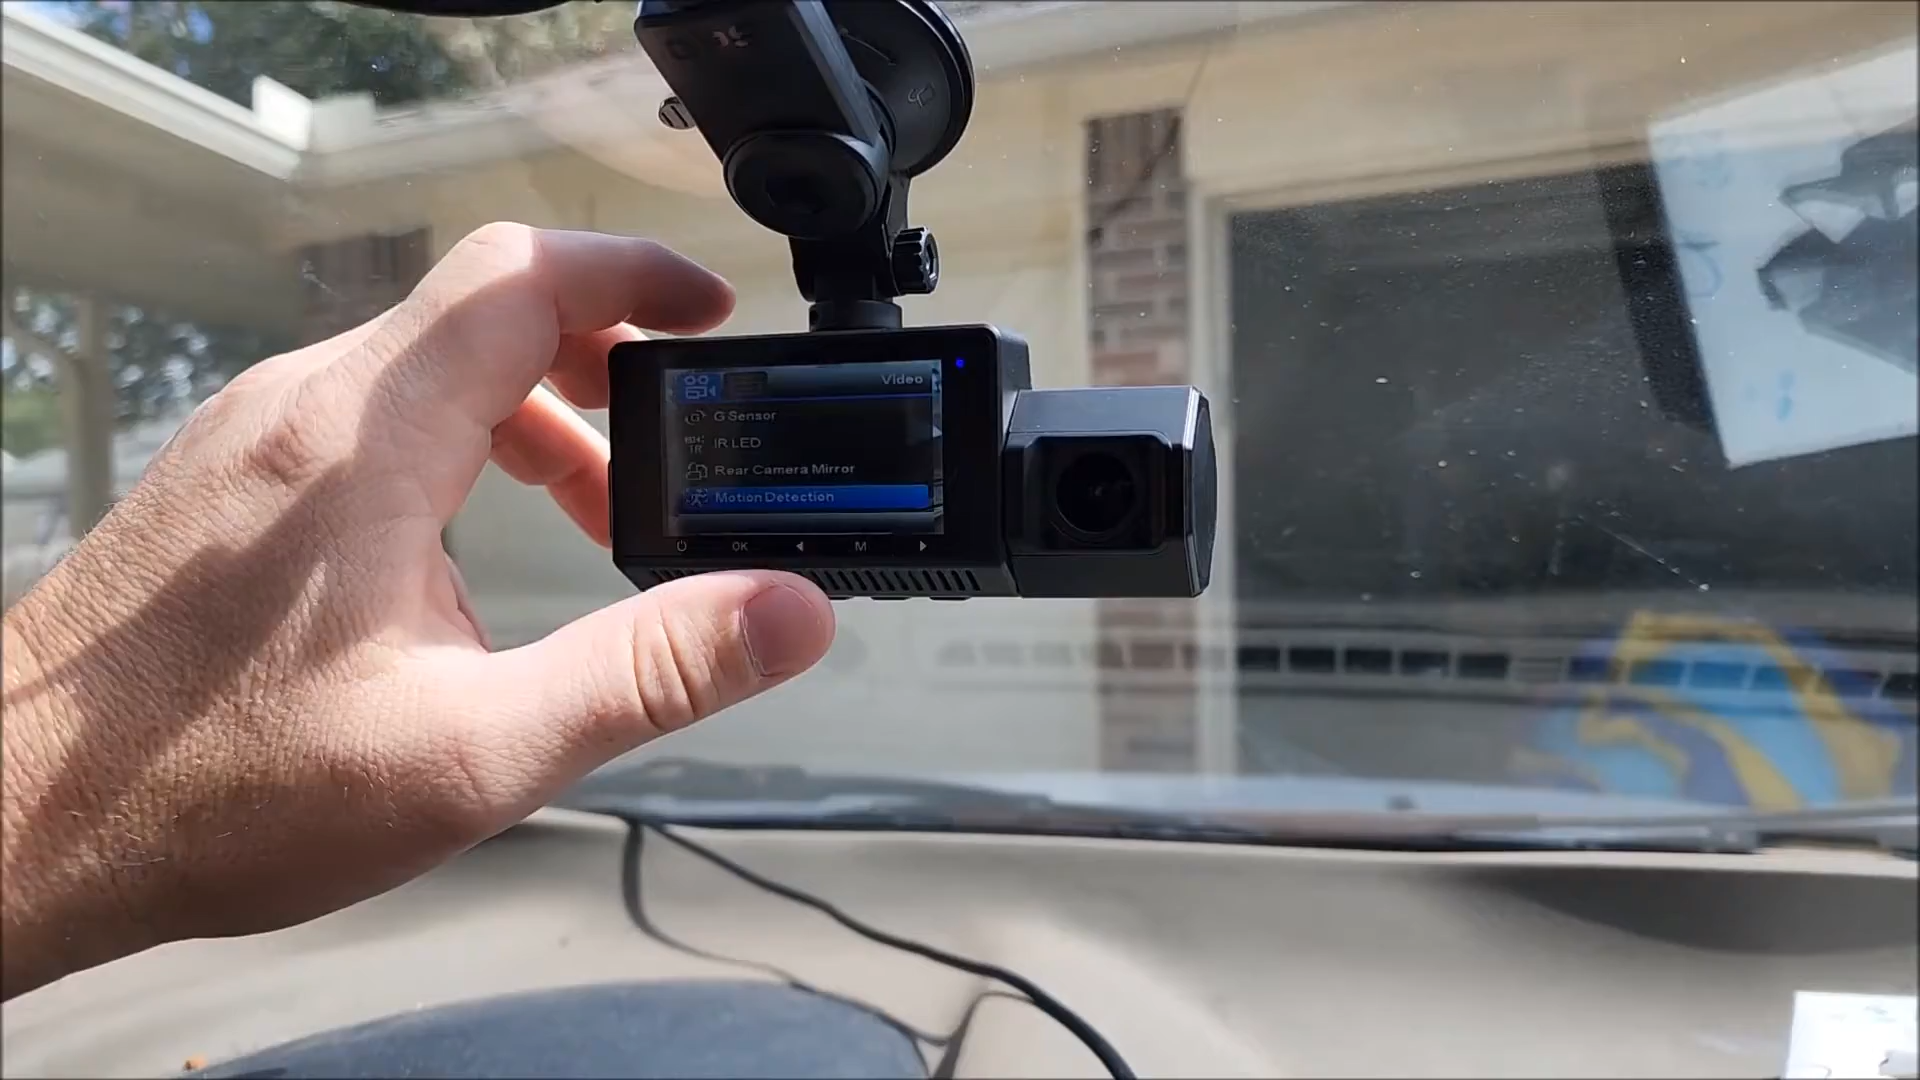 Video
G Sensor
IR LED
Rear Camera Mirror
Motion Detection
OK M